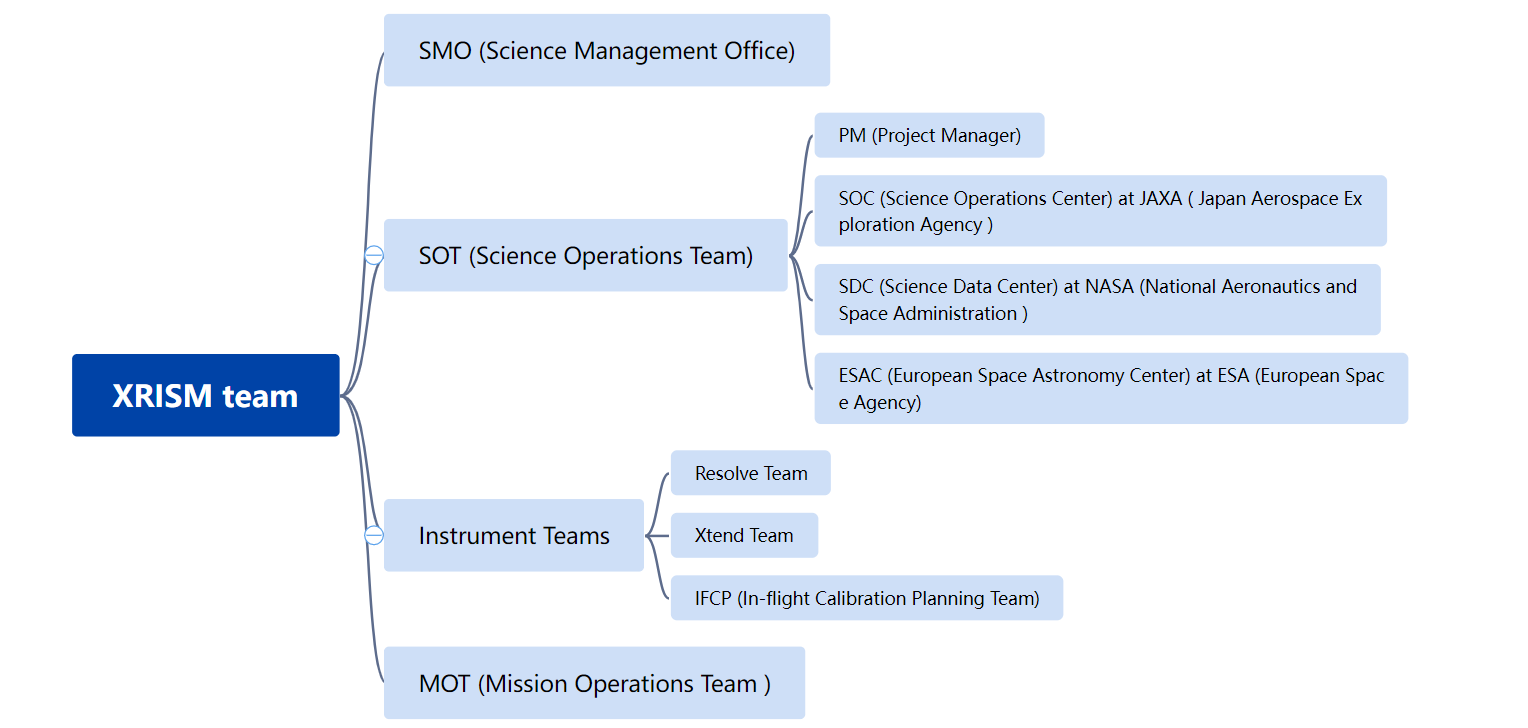 SMO (Science Management Office)
PM (Project Manager)
SOC (Science Operations Center) at JAXA ( Japan Aerospace Ex
ploration Agency )
SOT (Science Operations Team)
SDC (Science Data Center) at NASA (National Aeronautics and
Space Administration )
ESAC (European Space Astronomy Center) at ESA (European Spac
e Agency)
XRISM team
Resolve Team
Instrument Teams
Xtend Team
IFCP (In-flight Calibration Planning Team)
MOT (Mission Operations Team )